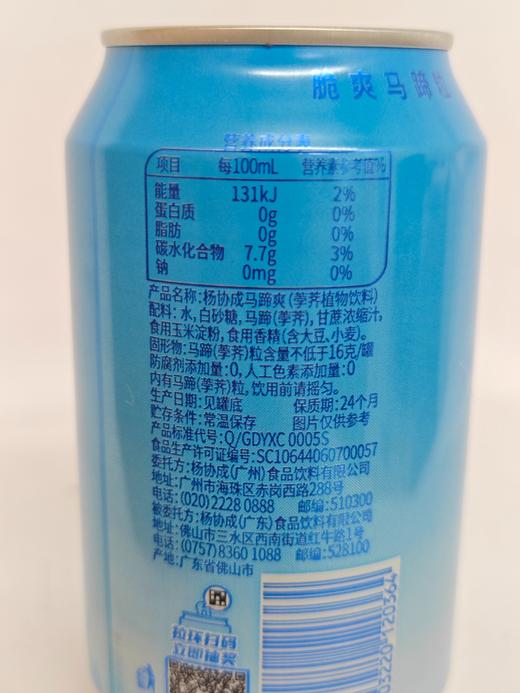 脆爽马蹄粒
营养成分表
项目 每100mL 营养素参考值%
能量 131kJ 2%
蛋白质 0g 0%
脂肪 0g 0%
碳水化合物 7.7g 3%
钠 0mg 0%
产品名称:杨协成马蹄爽(荸荠植物饮料)
配料:水,白砂糖,马蹄(荸荠),甘蔗浓缩汁,
食用玉米淀粉,食用香精(含大豆,小麦)。
固形物:马蹄(荸荠)粒含量不低于16克/罐
防腐剂添加量:0,人工色素添加量:0
内有马蹄(荸荠)粒,饮用前请摇匀。
生产日期:见罐底 保质期:24个月
贮存条件:常温保存 图片仅供参考
产品标准代号:Q/GDYXC 0005S
食品生产许可证编号:SC10644060700057
委托方:杨协成(广州)食品饮料有限公司
地址:广州市海珠区赤岗西路288号
电话:(020)2228 0888 邮编:510300
被委托方:杨协成(广东)食品饮料有限公司
地址:佛山市三水区西南街道红牛路1号
电话:(0757)8360 1088 邮编:528100
产地:广东省佛山市
拉环扫码
立即抽奖
03220 120364